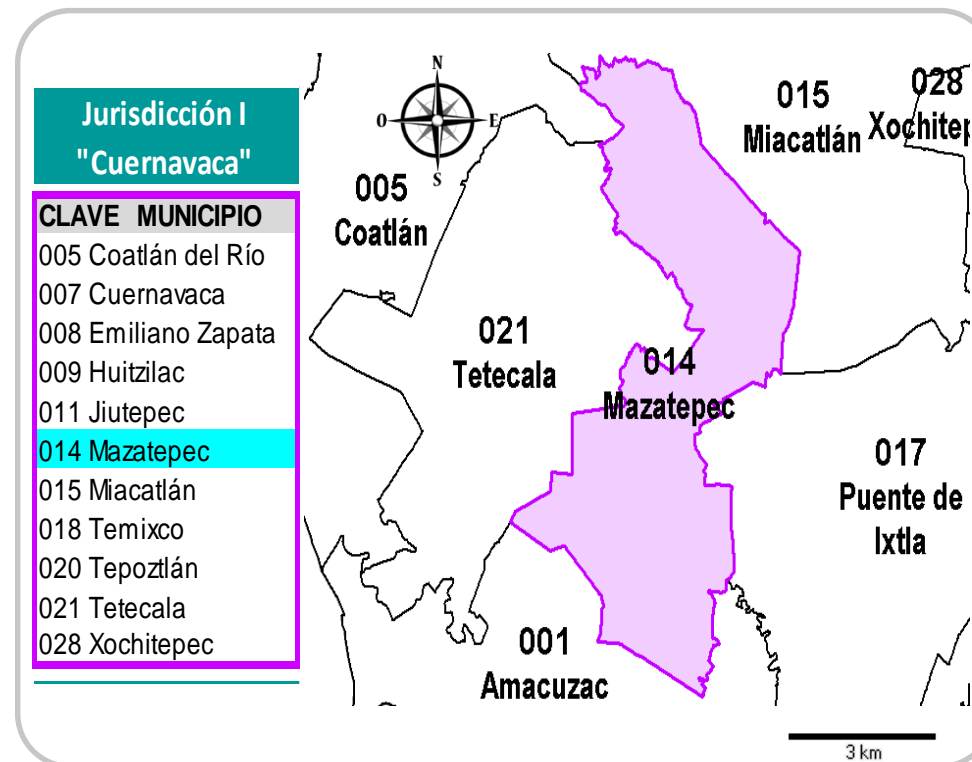 Jurisdicción I
"Cuernavaca"
CLAVE MUNICIPIO
005 Coatlán del Río
007 Cuernavaca
008 Emiliano Zapata
009 Huitzilac
011 Jiutepec
014 Mazatepec
015 Miacatlán
018 Temixco
020 Tepoztlán
021 Tetecala
028 Xochitepec
N
O
E
S
005
Coatlán
015
Miacatlán
028
Xochitep
021
Tetecala
014
Mazatepec
017
Puente de
Ixtla
001
Amacuzac
3 km